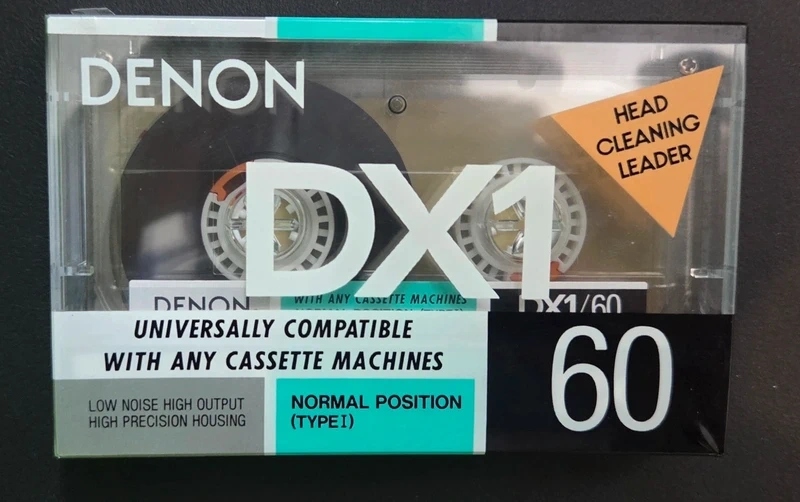 DENON
HEAD
CLEANING
LEADER
DX1
DENON
WITH ANY CASSETTE MACHINES
DX1/60
UNIVERSALLY COMPATIBLE
WITH ANY CASSETTE MACHINES
60
LOW NOISE HIGH OUTPUT
HIGH PRECISION HOUSING
NORMAL POSITION
(TYPE I)